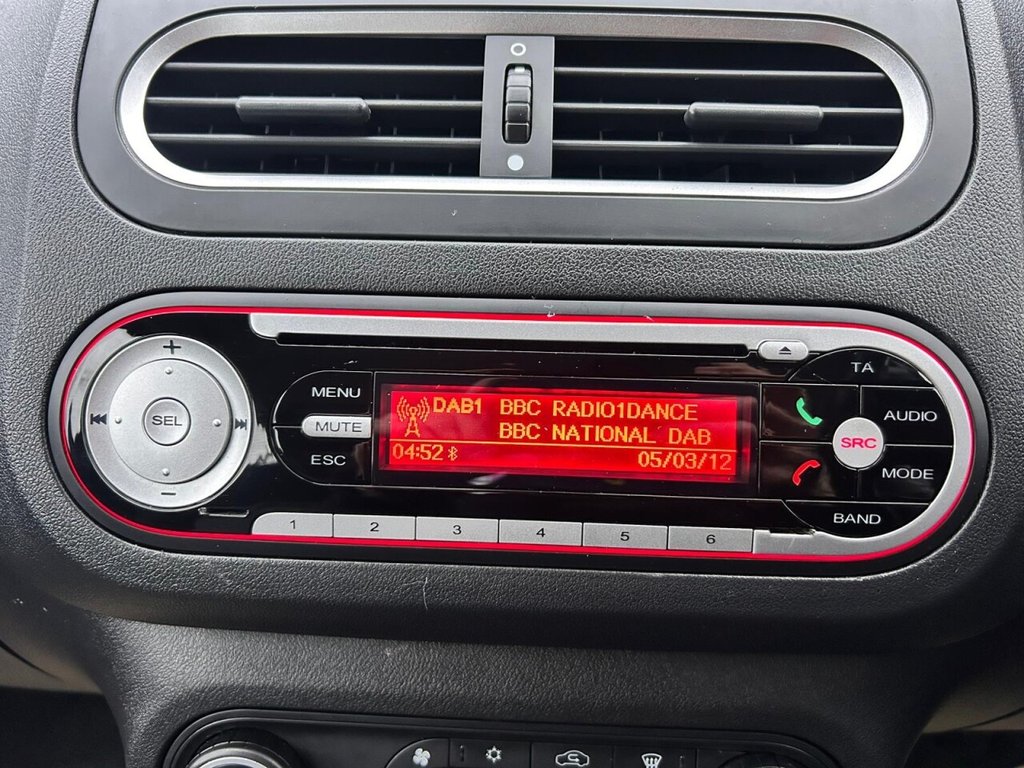 TA
MENU
AUDIO
DAB1 BBC RADIO1DANCE
SEL
MUTE
BBC NATIONAL DAB
SRC
ESC
04:52
05/03/12
MODE
BAND
1 2 3 4 5 6